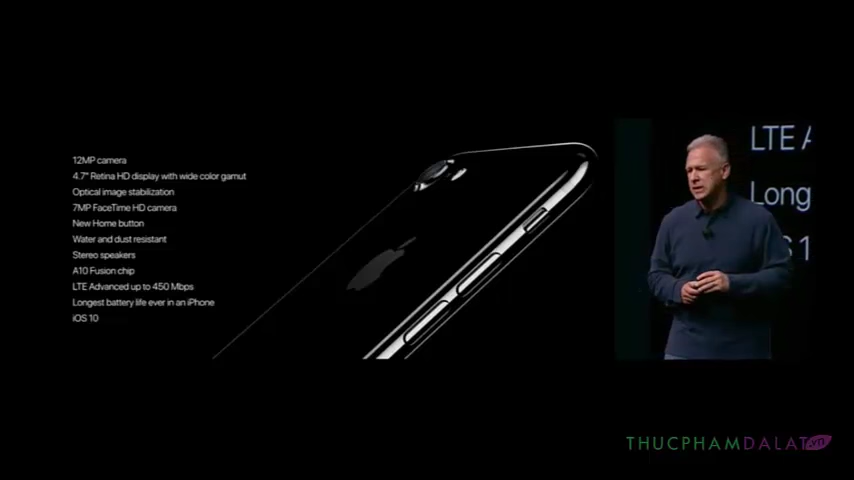 12MP camera
4.7" Retina HD display with wide color gamut
Optical image stabilization
7MP FaceTime HD camera
New Home button
Water and dust resistant
Stereo speakers
A10 Fusion chip
LTE Advanced up to 450 Mbps
Longest battery life ever in an iPhone
iOS 10
LTE A
Long
S 1
THUCPHAMDALAT.vn